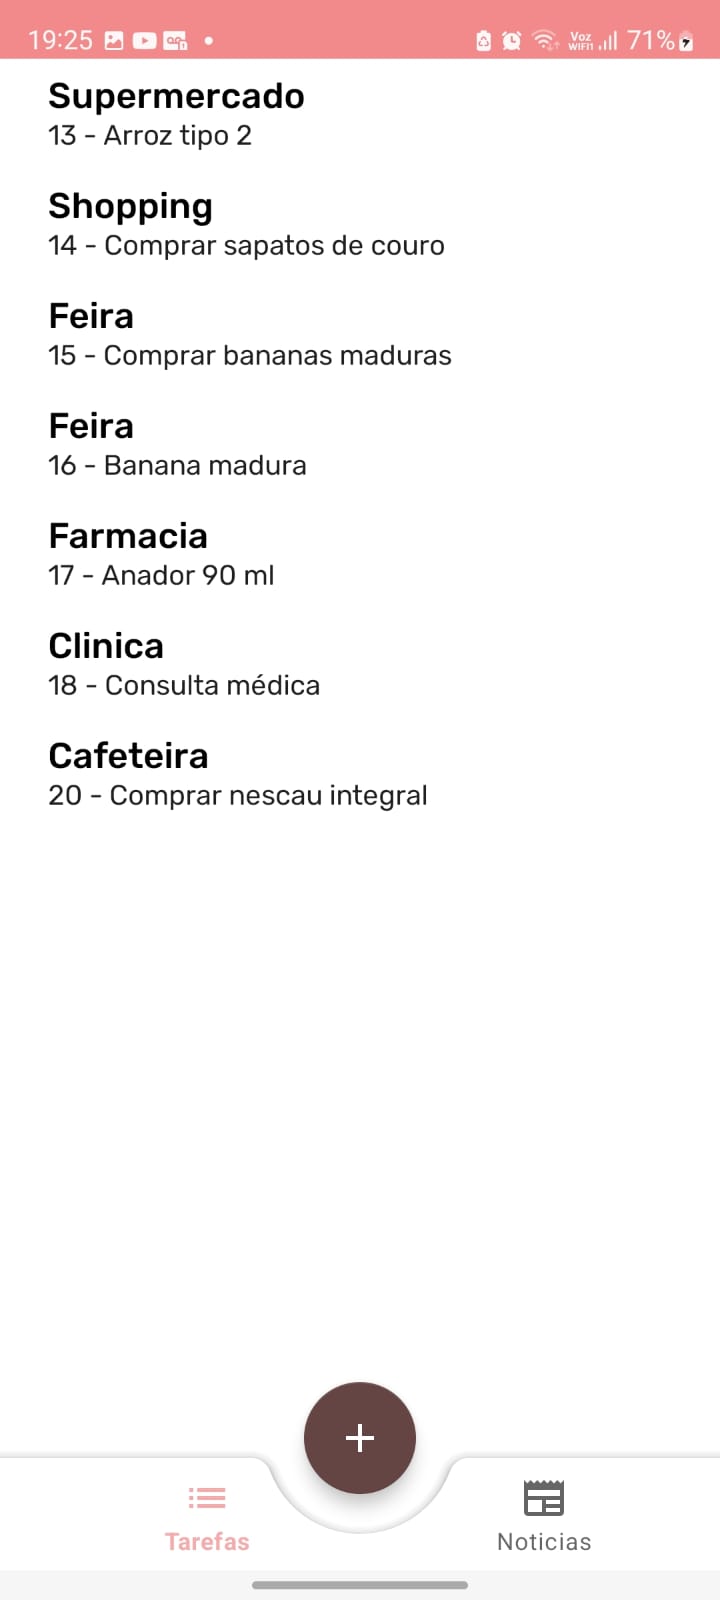 19:25
Voz
WIFI1
71%
Supermercado
13 - Arroz tipo 2
Shopping
14 - Comprar sapatos de couro
Feira
15 - Comprar bananas maduras
Feira
16 - Banana madura
Farmacia
17 - Anador 90 ml
Clinica
18 - Consulta médica
Cafeteira
20 - Comprar nescau integral
+
Tarefas
Noticias